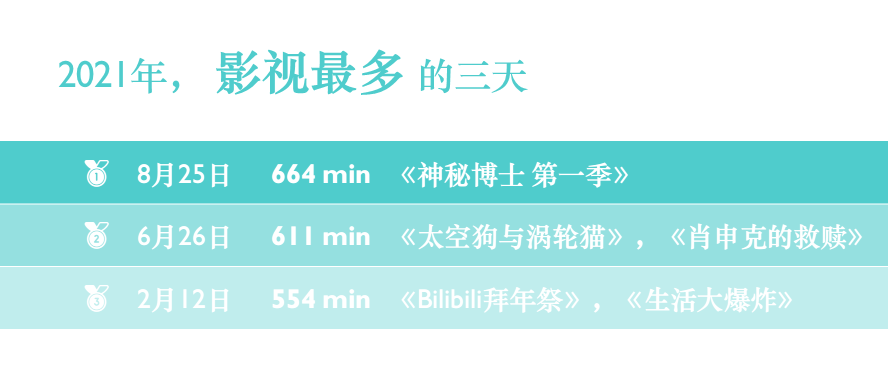 2021年，影视最多 的三天
1 8月25日 664 min 《神秘博士 第一季》
2 6月26日 611 min 《太空狗与涡轮猫》，《肖申克的救赎》
3 2月12日 554 min 《Bilibili拜年祭》，《生活大爆炸》